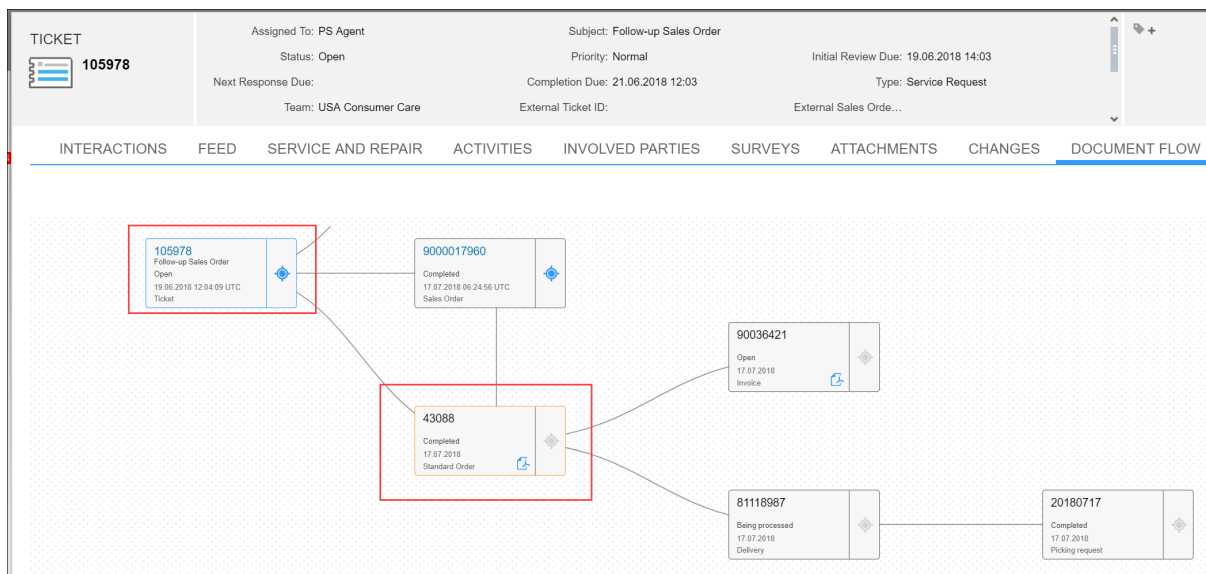 TICKET
105978
Assigned To: PS Agent
Subject: Follow-up Sales Order
Status: Open
Priority: Normal
Initial Review Due: 19.06.2018 14:03
Next Response Due:
Completion Due: 21.06.2018 12:03
Type: Service Request
Team: USA Consumer Care
External Ticket ID:
External Sales Orde…
INTERACTIONS FEED SERVICE AND REPAIR ACTIVITIES INVOLVED PARTIES SURVEYS ATTACHMENTS CHANGES DOCUMENT FLOW
105978
Follow-up Sales Order
Open
19.06.2018 12:04:09 UTC
Ticket
9000017960
Completed
17.07.2018 06:24:56 UTC
Sales Order
90036421
Open
17.07.2018
Invoice
43088
Completed
17.07.2018
Standard Order
81118987
Being processed
17.07.2018
Delivery
20180717
Completed
17.07.2018
Picking request